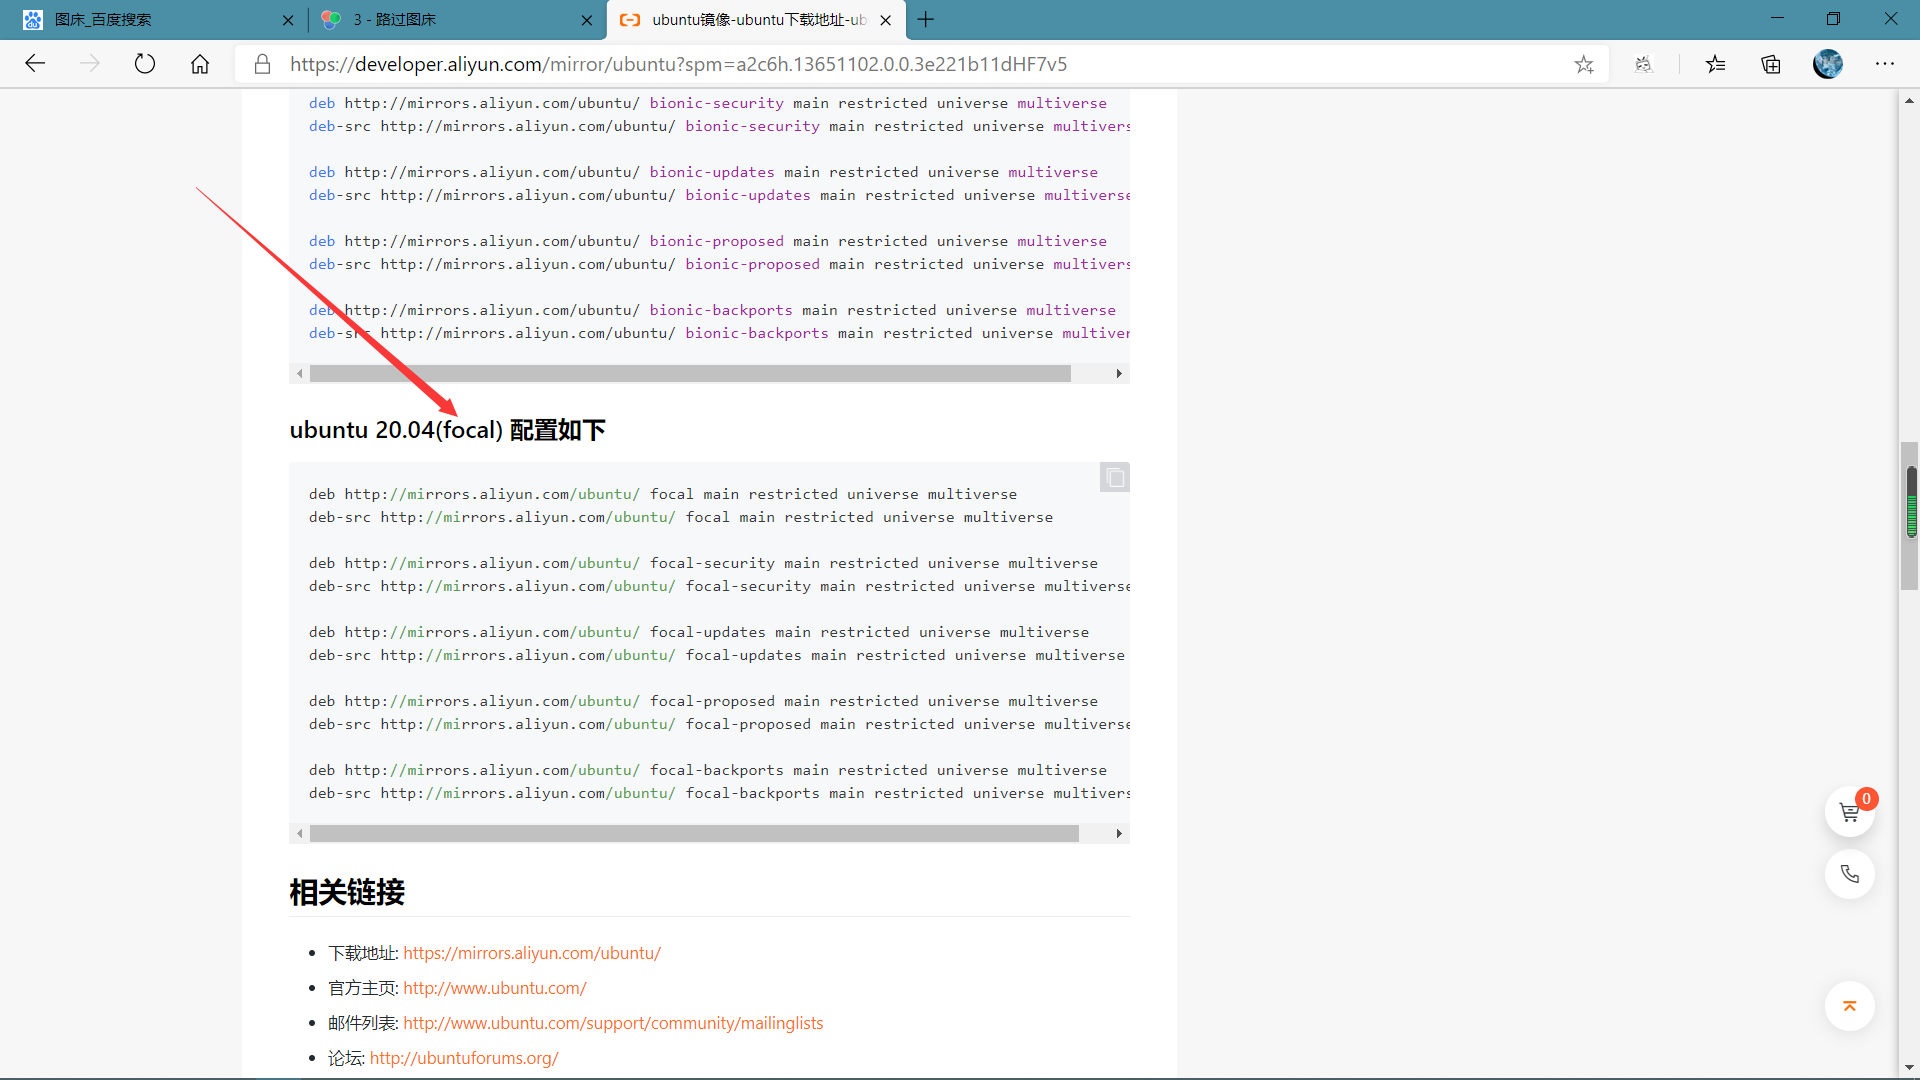 图床_百度搜索
3 - 路过图床
ubuntu镜像-ubuntu下载地址-ub
https://developer.aliyun.com/mirror/ubuntu?spm=a2c6h.13651102.0.0.3e221b11dHF7v5
deb http://mirrors.aliyun.com/ubuntu/ bionic-security main restricted universe multiverse
deb-src http://mirrors.aliyun.com/ubuntu/ bionic-security main restricted universe multivers
deb http://mirrors.aliyun.com/ubuntu/ bionic-updates main restricted universe multiverse
deb-src http://mirrors.aliyun.com/ubuntu/ bionic-updates main restricted universe multiverse
deb http://mirrors.aliyun.com/ubuntu/ bionic-proposed main restricted universe multiverse
deb-src http://mirrors.aliyun.com/ubuntu/ bionic-proposed main restricted universe multivers
deb http://mirrors.aliyun.com/ubuntu/ bionic-backports main restricted universe multiverse
deb-src http://mirrors.aliyun.com/ubuntu/ bionic-backports main restricted universe multiver
ubuntu 20.04(focal) 配置如下
deb http://mirrors.aliyun.com/ubuntu/ focal main restricted universe multiverse
deb-src http://mirrors.aliyun.com/ubuntu/ focal main restricted universe multiverse
deb http://mirrors.aliyun.com/ubuntu/ focal-security main restricted universe multiverse
deb-src http://mirrors.aliyun.com/ubuntu/ focal-security main restricted universe multiverse
deb http://mirrors.aliyun.com/ubuntu/ focal-updates main restricted universe multiverse
deb-src http://mirrors.aliyun.com/ubuntu/ focal-updates main restricted universe multiverse
deb http://mirrors.aliyun.com/ubuntu/ focal-proposed main restricted universe multiverse
deb-src http://mirrors.aliyun.com/ubuntu/ focal-proposed main restricted universe multiverse
deb http://mirrors.aliyun.com/ubuntu/ focal-backports main restricted universe multiverse
deb-src http://mirrors.aliyun.com/ubuntu/ focal-backports main restricted universe multivers
0
相关链接
下载地址: https://mirrors.aliyun.com/ubuntu/
官方主页: http://www.ubuntu.com/
邮件列表: http://www.ubuntu.com/support/community/mailinglists
论坛: http://ubuntuforums.org/